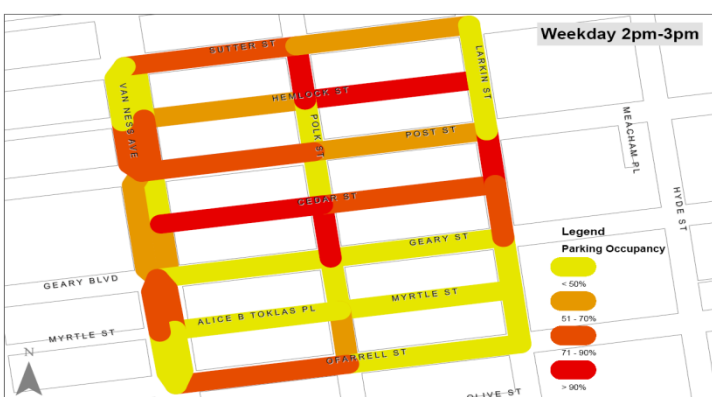 Weekday 2pm-3pm
SUTTER ST
LARKIN ST
VAN NESS AVE
HEMLOCK ST
POLK ST
POST ST
MEACHAM PL
HYDE ST
CEDAR ST
GEARY ST
GEARY BLVD
MYRTLE ST
ALICE B TOKLAS PL
MYRTLE ST
OFARRELL ST
OLIVE ST
N
Legend
Parking Occupancy
< 50%
51 - 70%
71 - 90%
> 90%